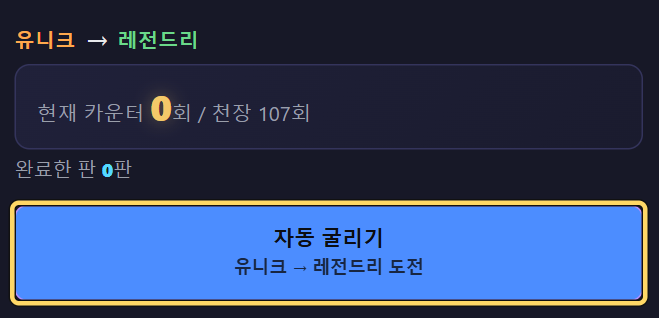 유니크 → 레전드리
현재 카운터 0회 / 천장 107회
완료한 판 0판
자동 굴리기
유니크 → 레전드리 도전